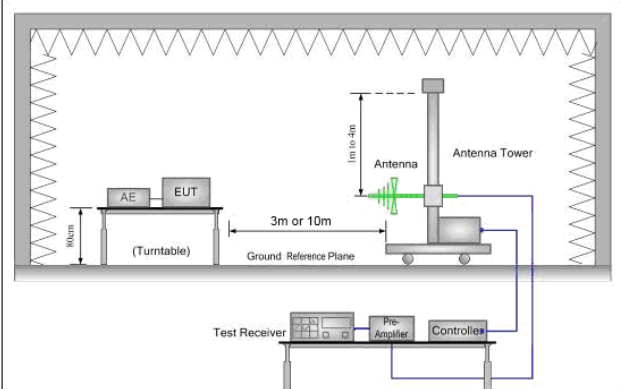 1m to 4m
Antenna
Antenna Tower
AE
EUT
80cm
3m or 10m
(Turntable)
Ground Reference Plane
Test Receiver
Pre-
Amplifier
Controller